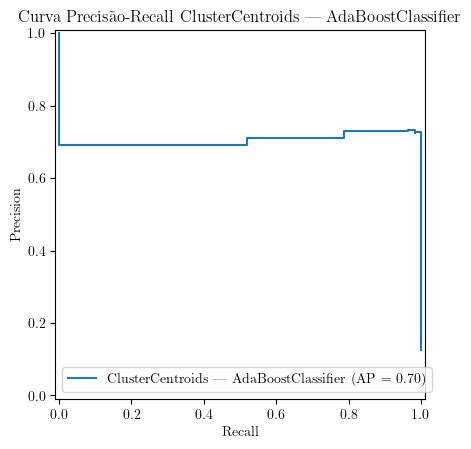 Curva Precisão-Recall ClusterCentroids — AdaBoostClassifier
1.0
0.8
0.6
0.4
0.2
0.0
Precision
ClusterCentroids — AdaBoostClassifier (AP = 0.70)
0.0 0.2 0.4 0.6 0.8 1.0
Recall